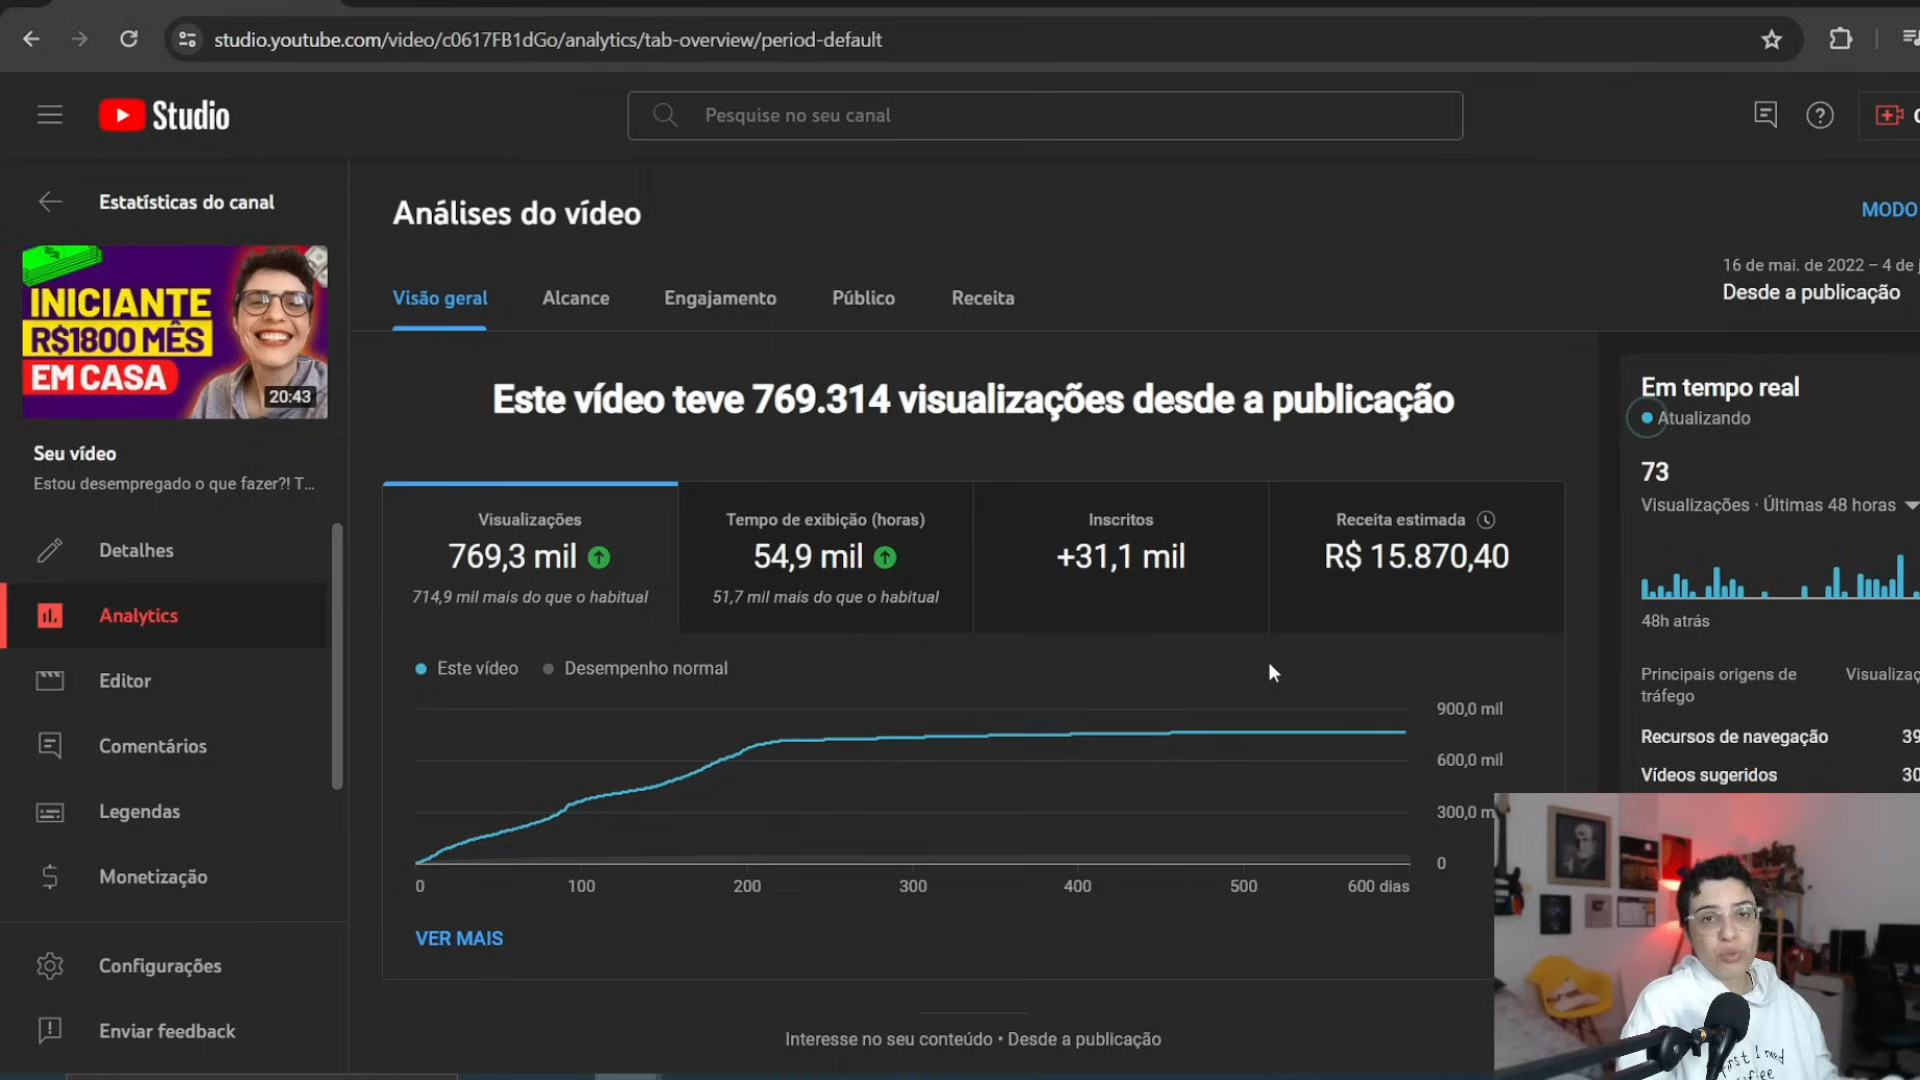 studio.youtube.com/video/c0617FB1dGo/analytics/tab-overview/period-default
Studio
Pesquise no seu canal
Estatísticas do canal
INICIANTE
R$1800 MÊS
EM CASA
20:43
Seu vídeo
Estou desempregado o que fazer?! T...
Detalhes
Analytics
Editor
Comentários
Legendas
Monetização
Configurações
Enviar feedback
Análises do vídeo
MODO
16 de mai. de 2022 – 4 de j
Desde a publicação
Visão geral
Alcance
Engajamento
Público
Receita
Este vídeo teve 769.314 visualizações desde a publicação
Visualizações
769,3 mil
714,9 mil mais do que o habitual
Tempo de exibição (horas)
54,9 mil
51,7 mil mais do que o habitual
Inscritos
+31,1 mil
Receita estimada
R$ 15.870,40
Este vídeo
Desempenho normal
900,0 mil
600,0 mil
300,0 m
0
0
100
200
300
400
500
600 dias
VER MAIS
Interesse no seu conteúdo • Desde a publicação
Em tempo real
Atualizando
73
Visualizações · Últimas 48 horas
48h atrás
Principais origens de
tráfego
Visualizaç
Recursos de navegação
39
Vídeos sugeridos
30